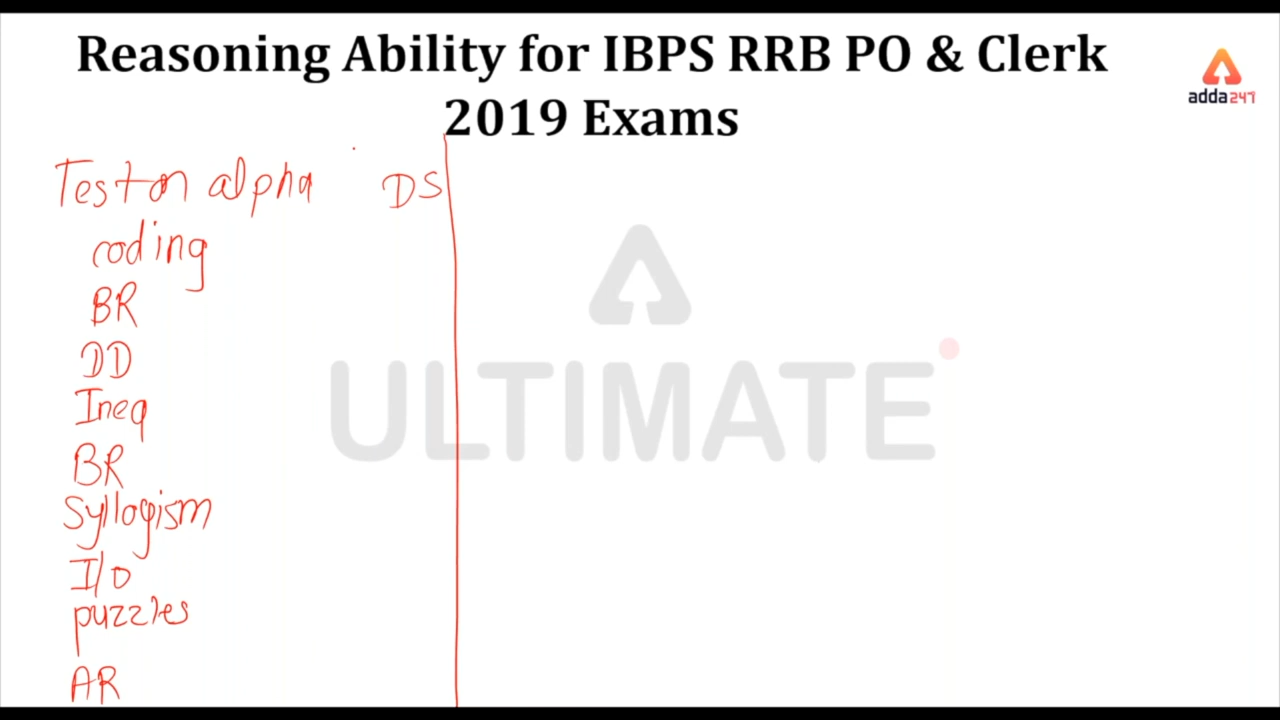 Reasoning Ability for IBPS RRB PO & Clerk
2019 Exams
adda247
Test on alpha DS
coding
BR
DD
Ineq
BR
Syllogism
I/O
puzzles
AR
ULTIMATE